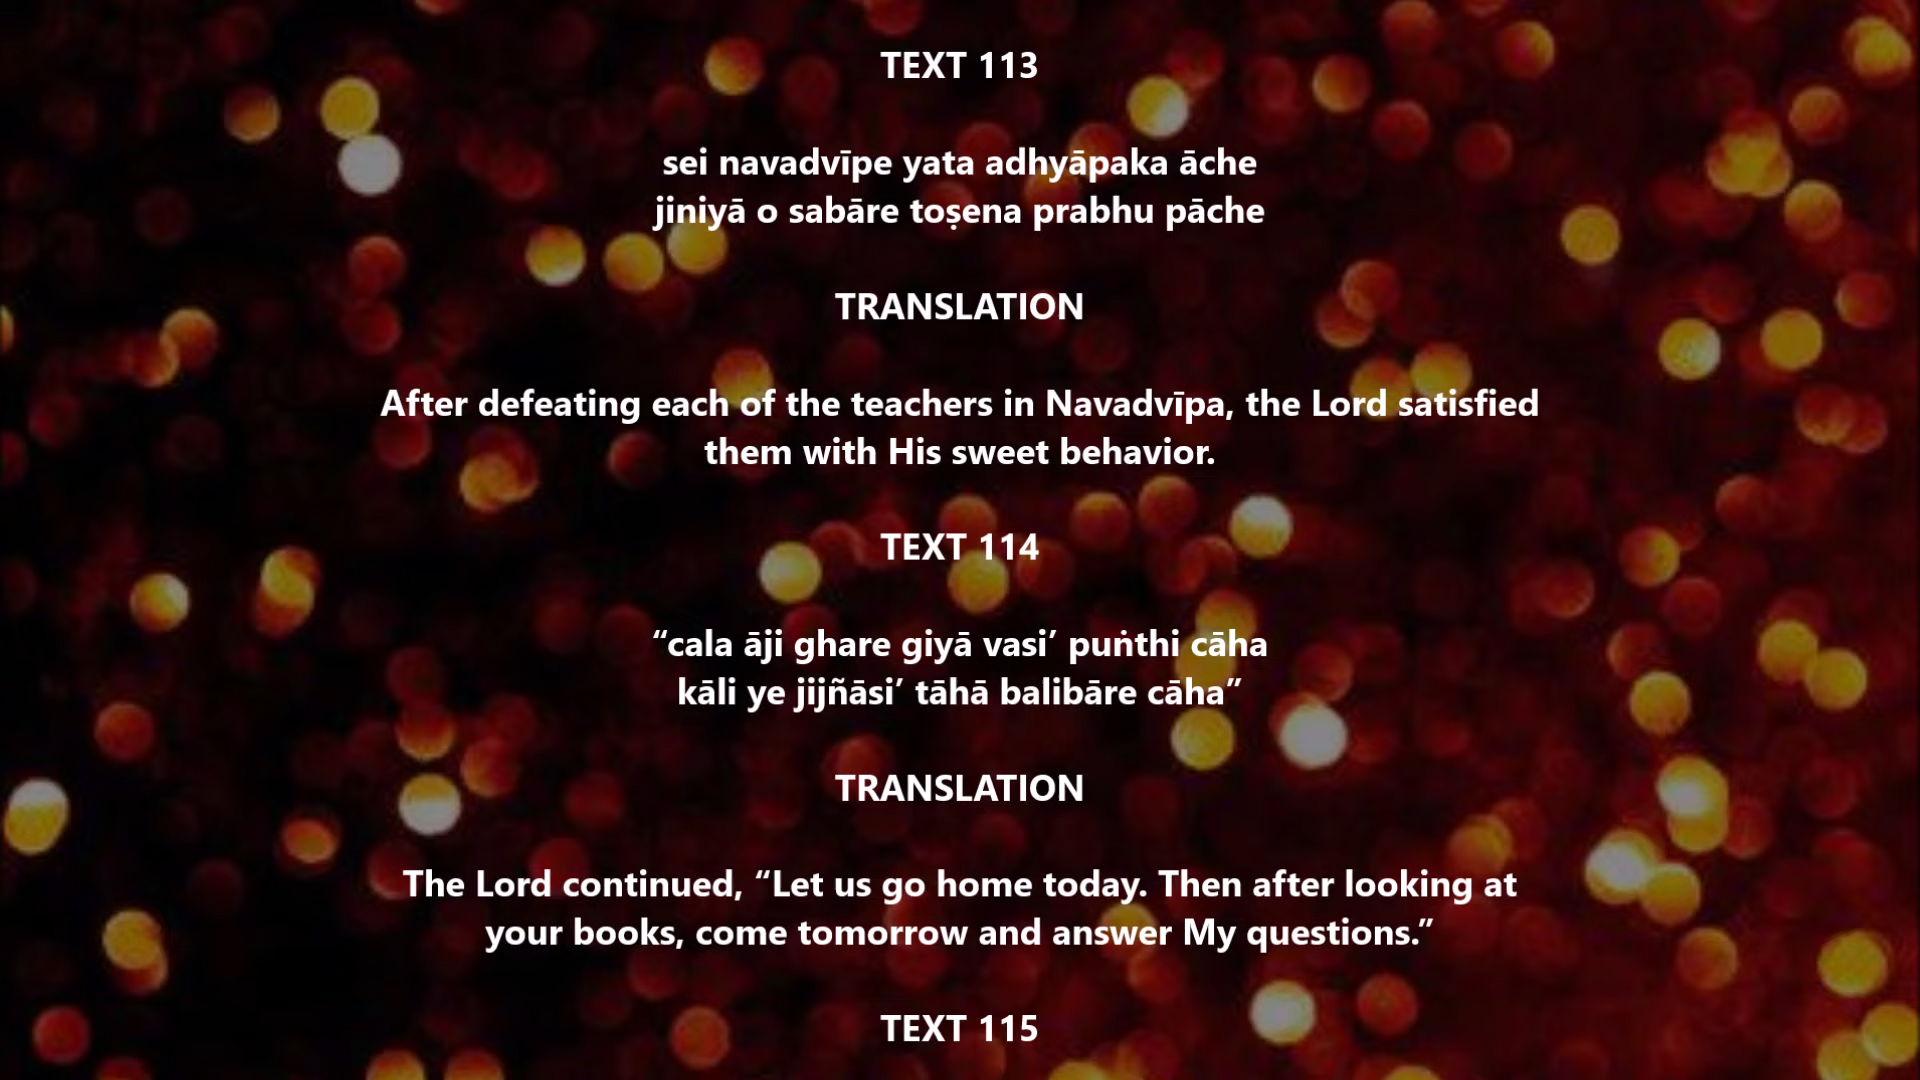 TEXT 113
sei navadvīpe yata adhyāpaka āche
jiniyā o sabāre toṣena prabhu pāche
TRANSLATION
After defeating each of the teachers in Navadvīpa, the Lord satisfied
them with His sweet behavior.
TEXT 114
“cala āji ghare giyā vasi’ puṅthi cāha
kāli ye jijñāsi’ tāhā balibāre cāha”
TRANSLATION
The Lord continued, “Let us go home today. Then after looking at
your books, come tomorrow and answer My questions.”
TEXT 115